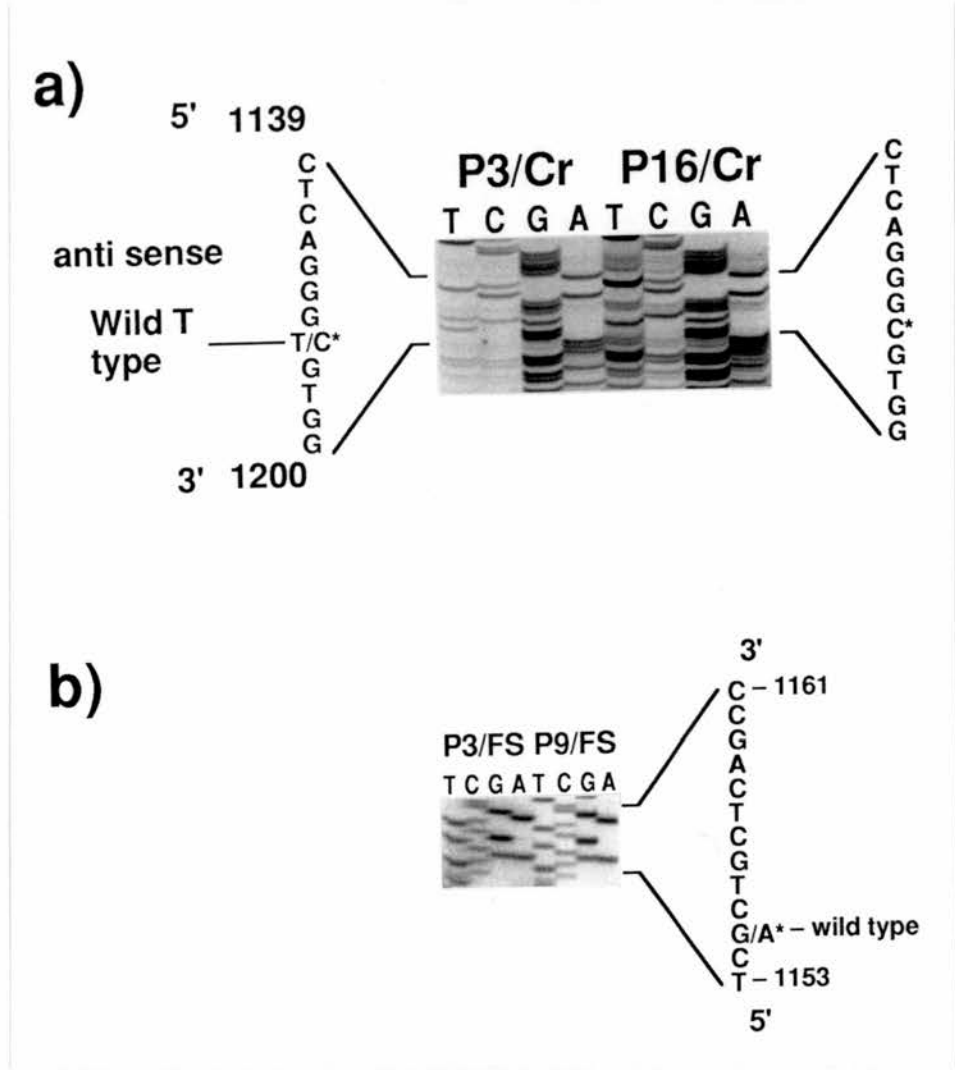 a)
5' 1139
anti sense
Wild T
type
C
T
C
A
G
G
G
T/C*
G
T
G
G
3' 1200
P3/Cr P16/Cr
T C G A T C G A
C
T
C
A
G
G
G
C*
G
T
G
G
b)
P3/FS P9/FS
T C G A T C G A
3'
C – 1161
C
G
A
C
T
C
G
T
C
G/A* – wild type
C
T – 1153
5'